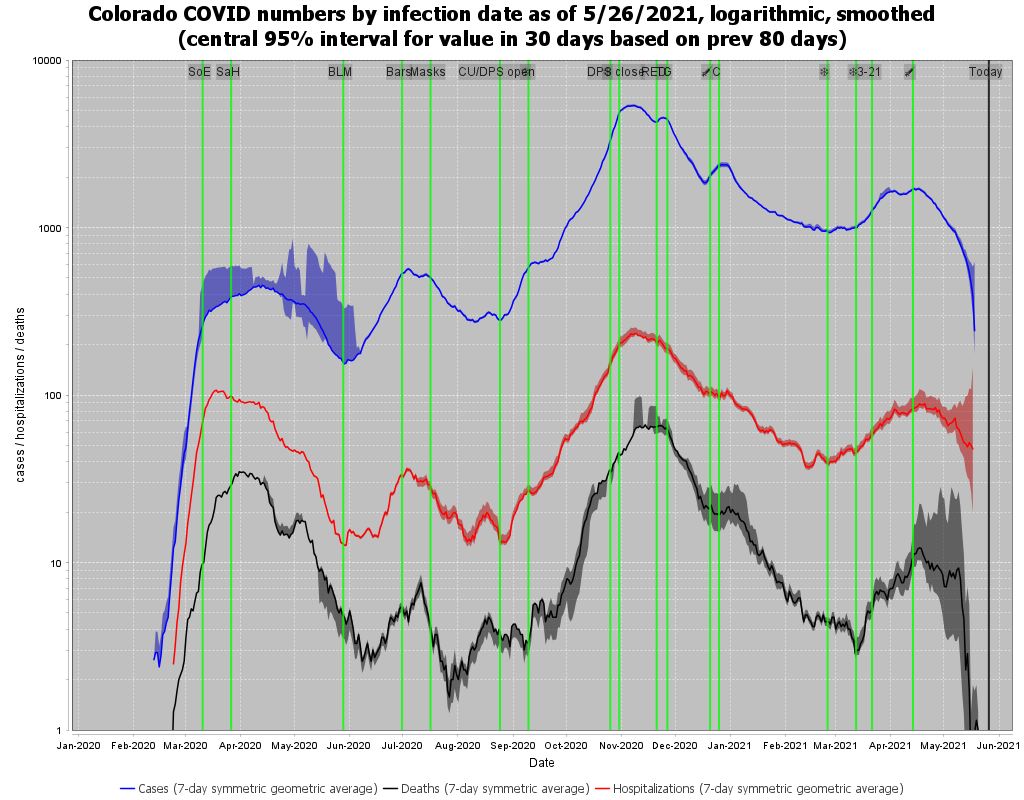 Colorado COVID numbers by infection date as of 5/26/2021, logarithmic, smoothed
(central 95% interval for value in 30 days based on prev 80 days)
SoE SaH BLM Bars Masks CU/DPS open DPS close RED C 3-21 Today
10000
1000
100
10
1
cases / hospitalizations / deaths
Jan-2020 Feb-2020 Mar-2020 Apr-2020 May-2020 Jun-2020 Jul-2020 Aug-2020 Sep-2020 Oct-2020 Nov-2020 Dec-2020 Jan-2021 Feb-2021 Mar-2021 Apr-2021 May-2021 Jun-2021
Date
Cases (7-day symmetric geometric average) Deaths (7-day symmetric geometric average) Hospitalizations (7-day symmetric geometric average)